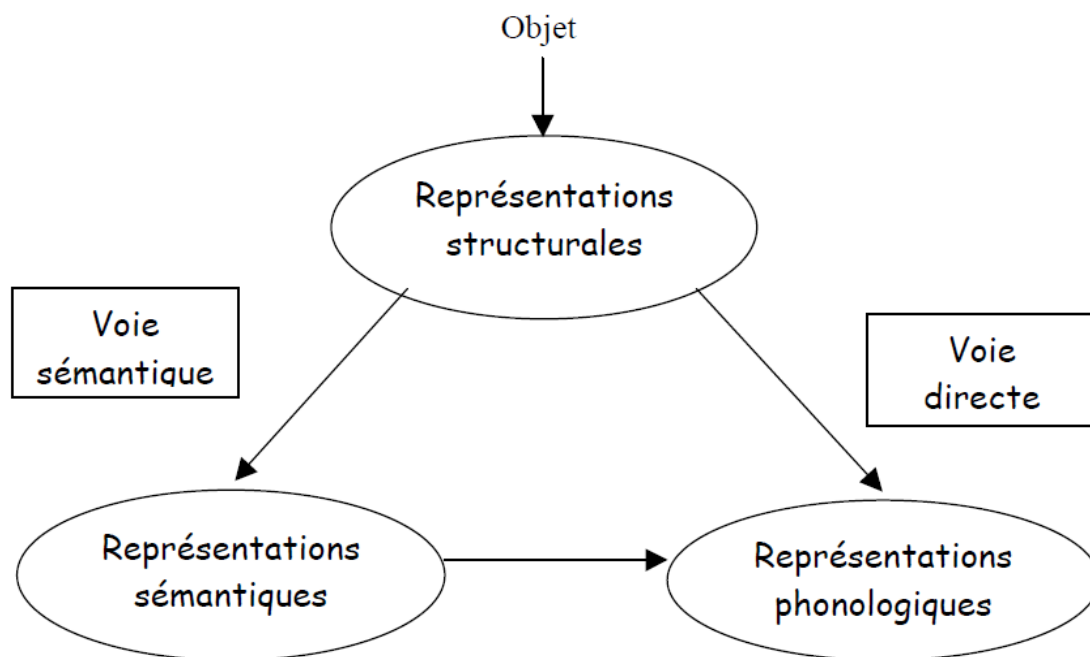 Objet
Représentations
structurales
Voie
sémantique
Voie
directe
Représentations
sémantiques
Représentations
phonologiques